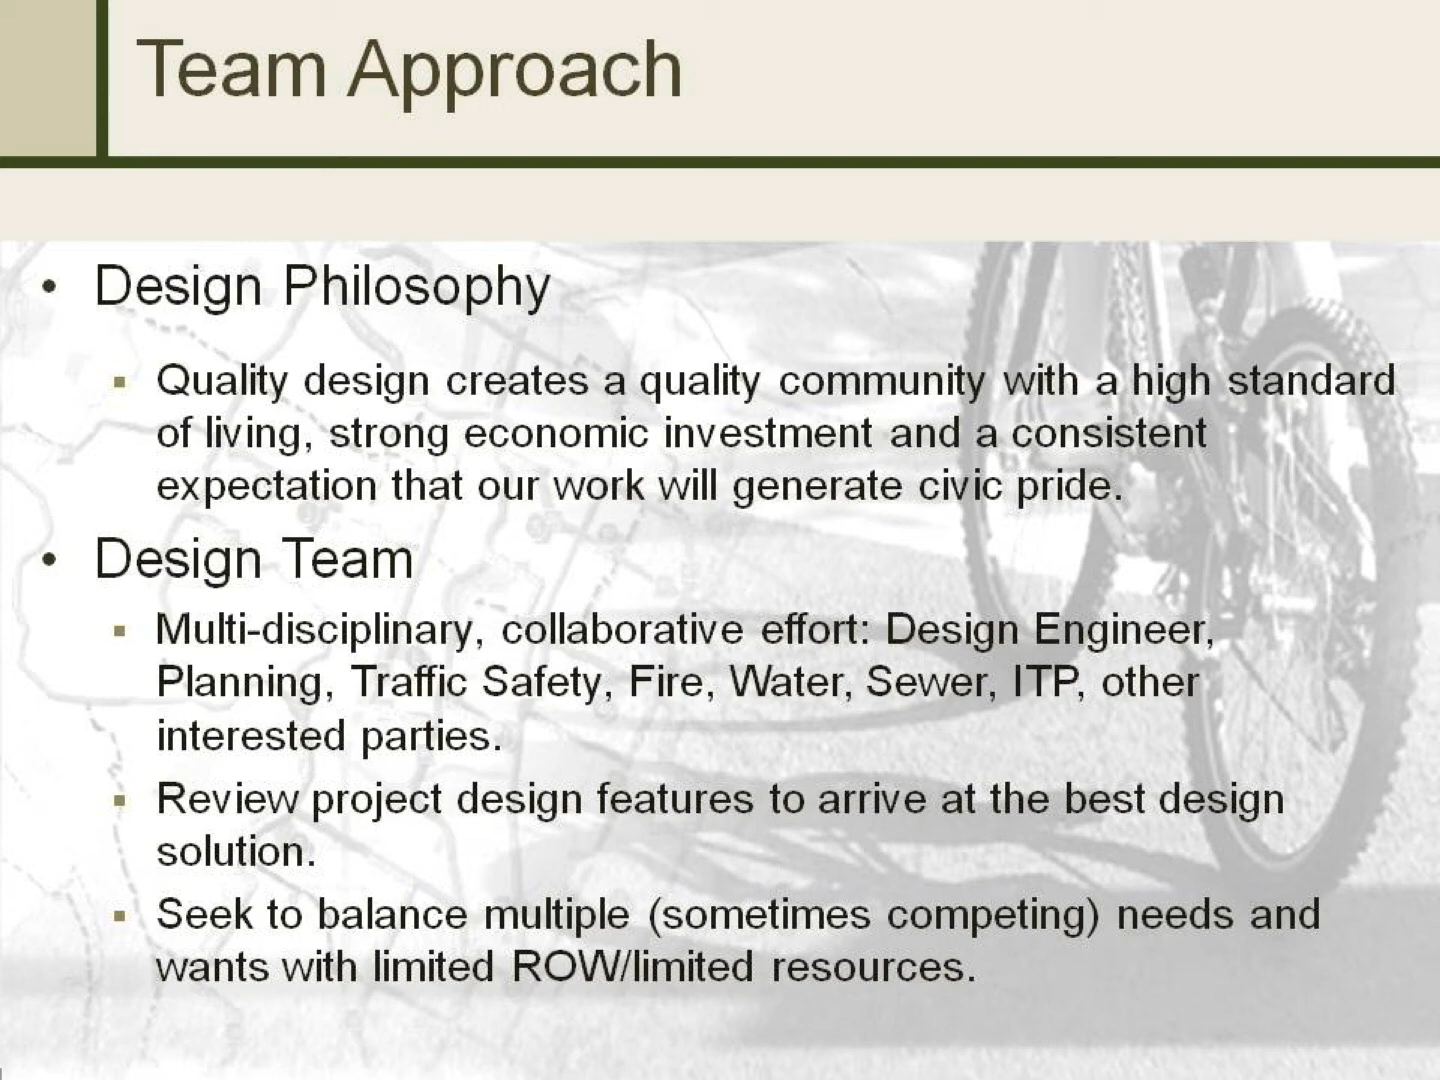 Team Approach
• Design Philosophy
▪ Quality design creates a quality community with a high standard
of living, strong economic investment and a consistent
expectation that our work will generate civic pride.
• Design Team
▪ Multi-disciplinary, collaborative effort: Design Engineer,
Planning, Traffic Safety, Fire, Water, Sewer, ITP, other
interested parties.
▪ Review project design features to arrive at the best design
solution.
▪ Seek to balance multiple (sometimes competing) needs and
wants with limited ROW/limited resources.